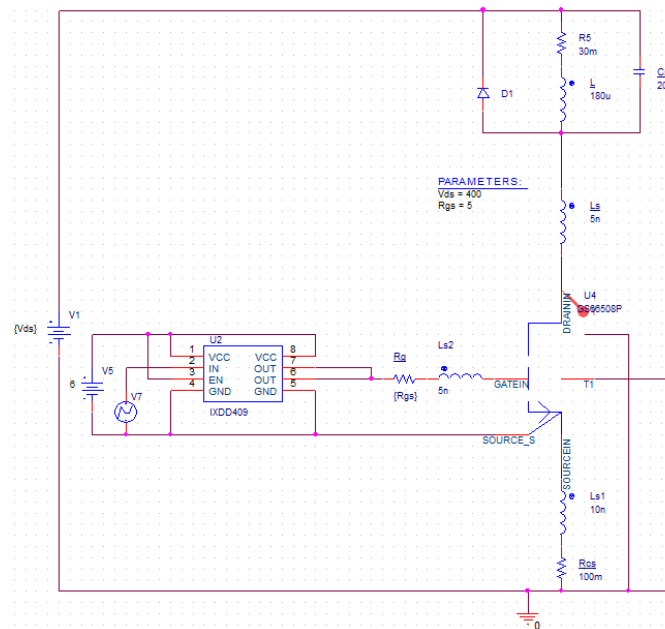 R5
30m
C
20
D1
L
180u
PARAMETERS:
Vds = 400
Rgs = 5
Ls
5n
U4
GS66508P
DRAININ
V1
{Vds}
U2
1 VCC VCC 8
2 IN OUT 7
3 EN OUT 6
4 GND GND 5
IXDD409
V5
6
V7
Rg
{Rgs}
Ls2
5n
GATEIN
T1
SOURCE_S
SOURCEIN
Ls1
10n
100m
0